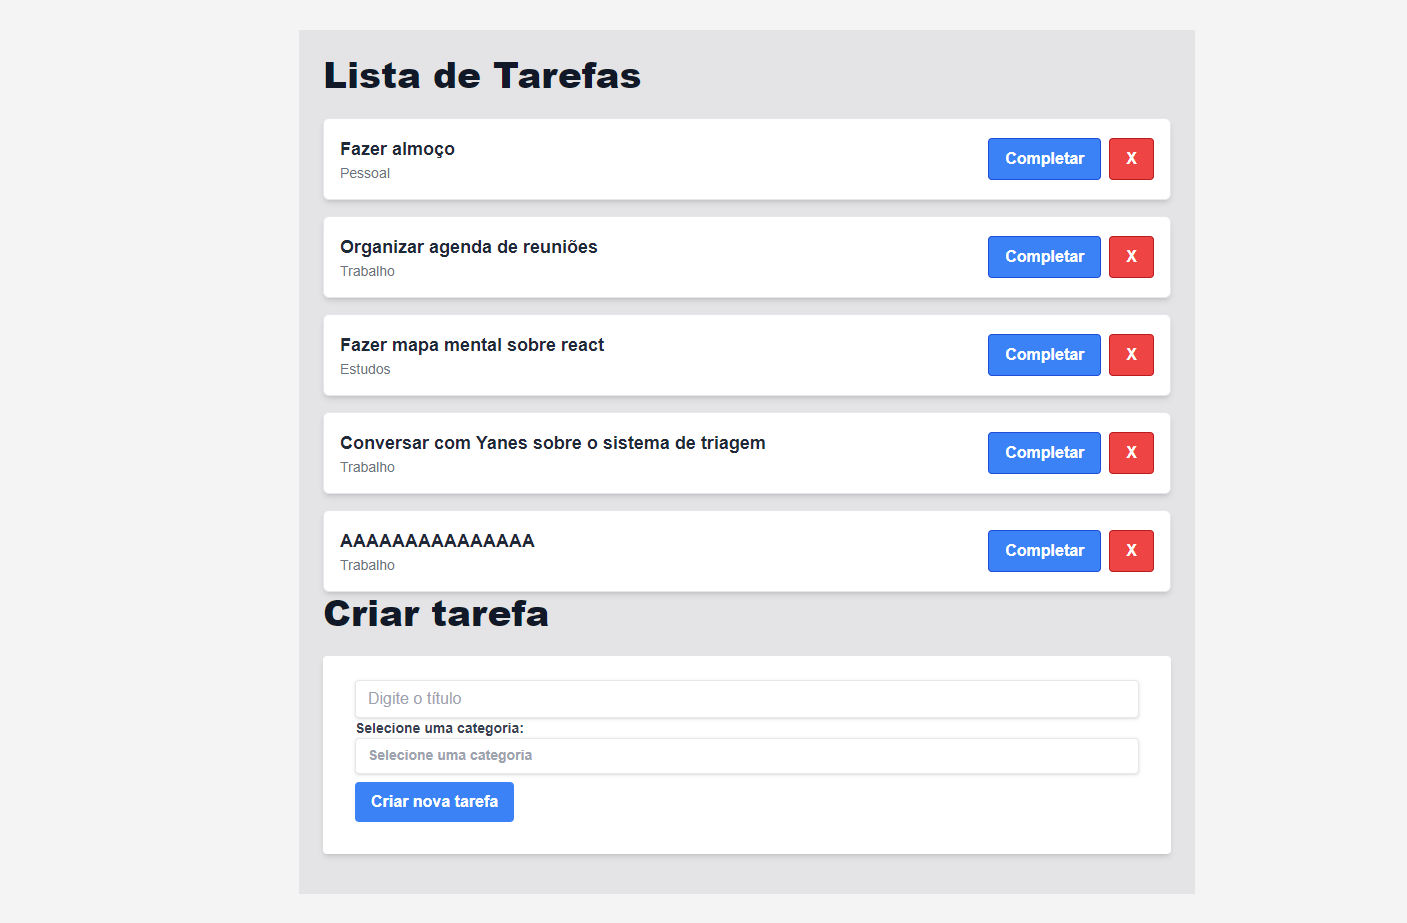 Lista de Tarefas
Fazer almoço
Pessoal
Completar X
Organizar agenda de reuniões
Trabalho
Completar X
Fazer mapa mental sobre react
Estudos
Completar X
Conversar com Yanes sobre o sistema de triagem
Trabalho
Completar X
AAAAAAAAAAAAAAA
Trabalho
Completar X
Criar tarefa
Digite o título
Selecione uma categoria:
Selecione uma categoria
Criar nova tarefa